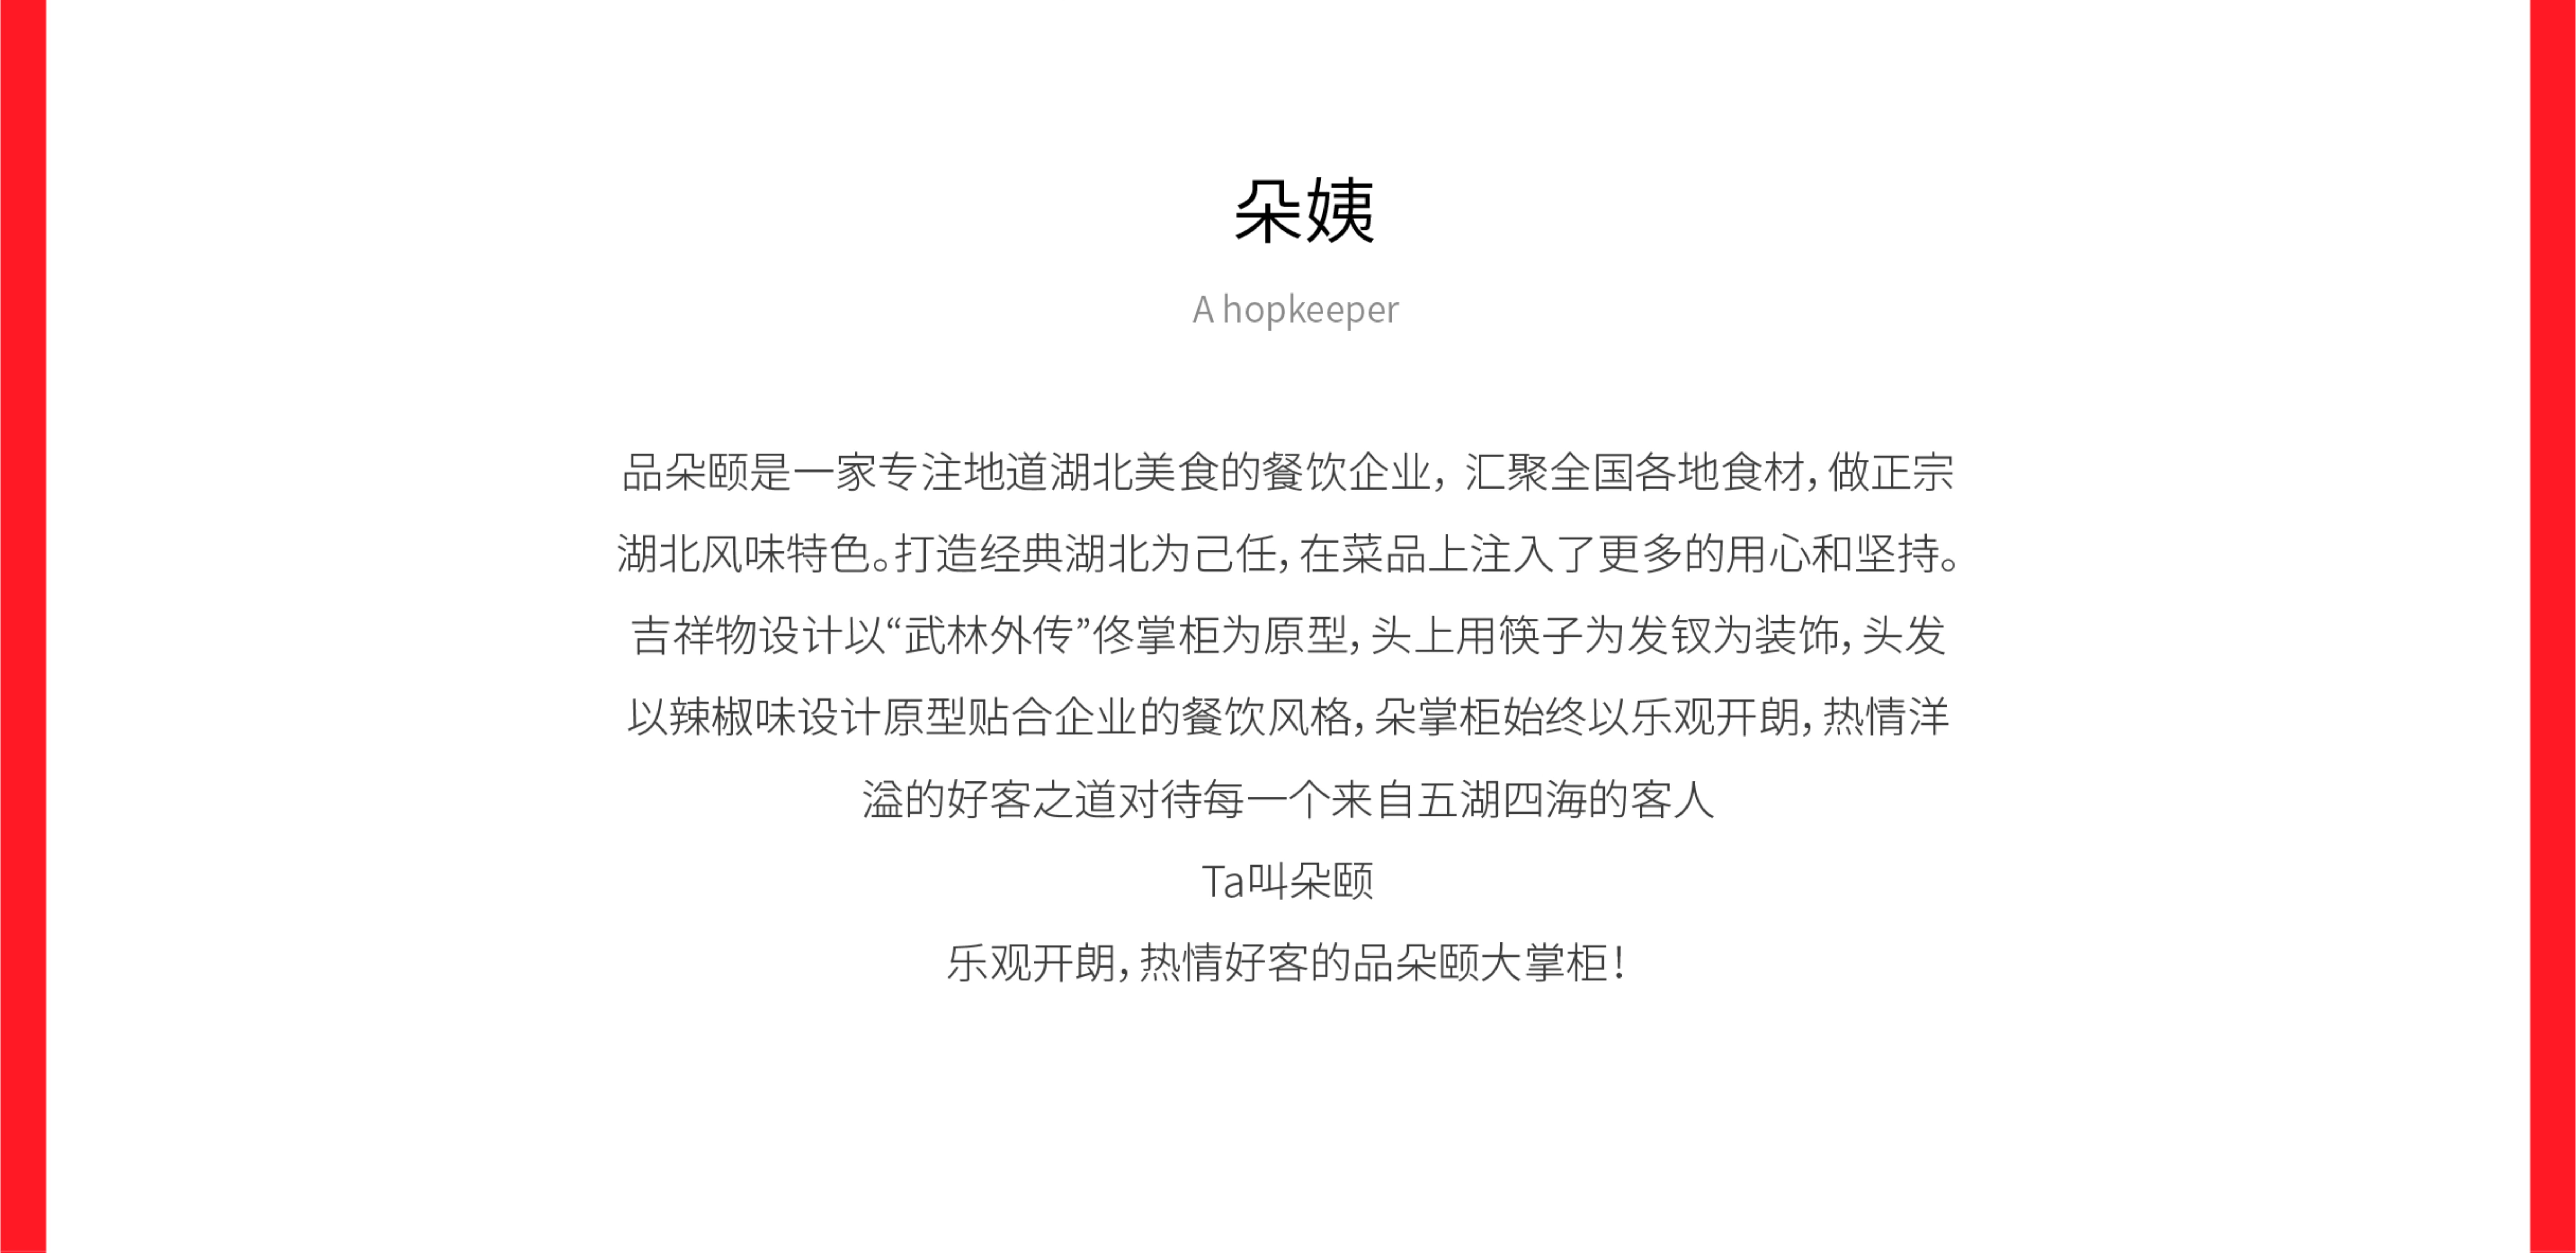 朵姨
A hopkeeper
品朵颐是一家专注地道湖北美食的餐饮企业，汇聚全国各地食材，做正宗
湖北风味特色。打造经典湖北为己任，在菜品上注入了更多的用心和坚持。
吉祥物设计以“武林外传”佟掌柜为原型，头上用筷子为发钗为装饰，头发
以辣椒味设计原型贴合企业的餐饮风格，朵掌柜始终以乐观开朗，热情洋
溢的好客之道对待每一个来自五湖四海的客人
Ta叫朵颐
乐观开朗，热情好客的品朵颐大掌柜！